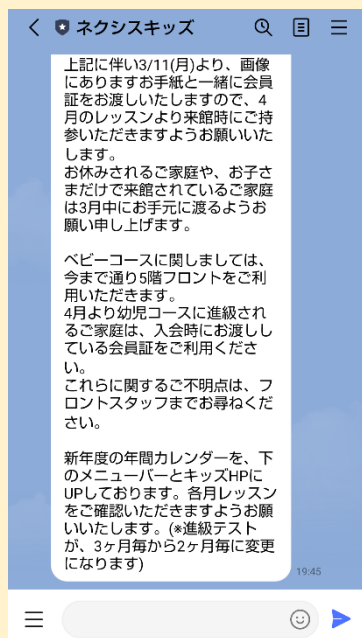 ネクシスキッズ
上記に伴い3/11(月)より、画像
にありますお手紙と一緒に会員
証をお渡しいたしますので、4
月のレッスンより来館時にご持
参いただきますようお願いいた
します。
お休みされるご家庭や、お子さ
まだけで来館されているご家庭
は3月中にお手元に渡るようお
願い申し上げます。
ベビーコースに関しましては、
今まで通り5階フロントをご利
用いただきます。
4月より幼児コースに進級され
るご家庭は、入会時にお渡しし
ている会員証をご利用くださ
い。
これらに関するご不明点は、フ
ロントスタッフまでお尋ねくだ
さい。
新年度の年間カレンダーを、下
のメニューバーとキッズHPに
UPしております。各月レッスン
をご確認いただきますようお願
いいたします。(※進級テスト
が、3ヶ月毎から2ヶ月毎に変更
になります)
19:45